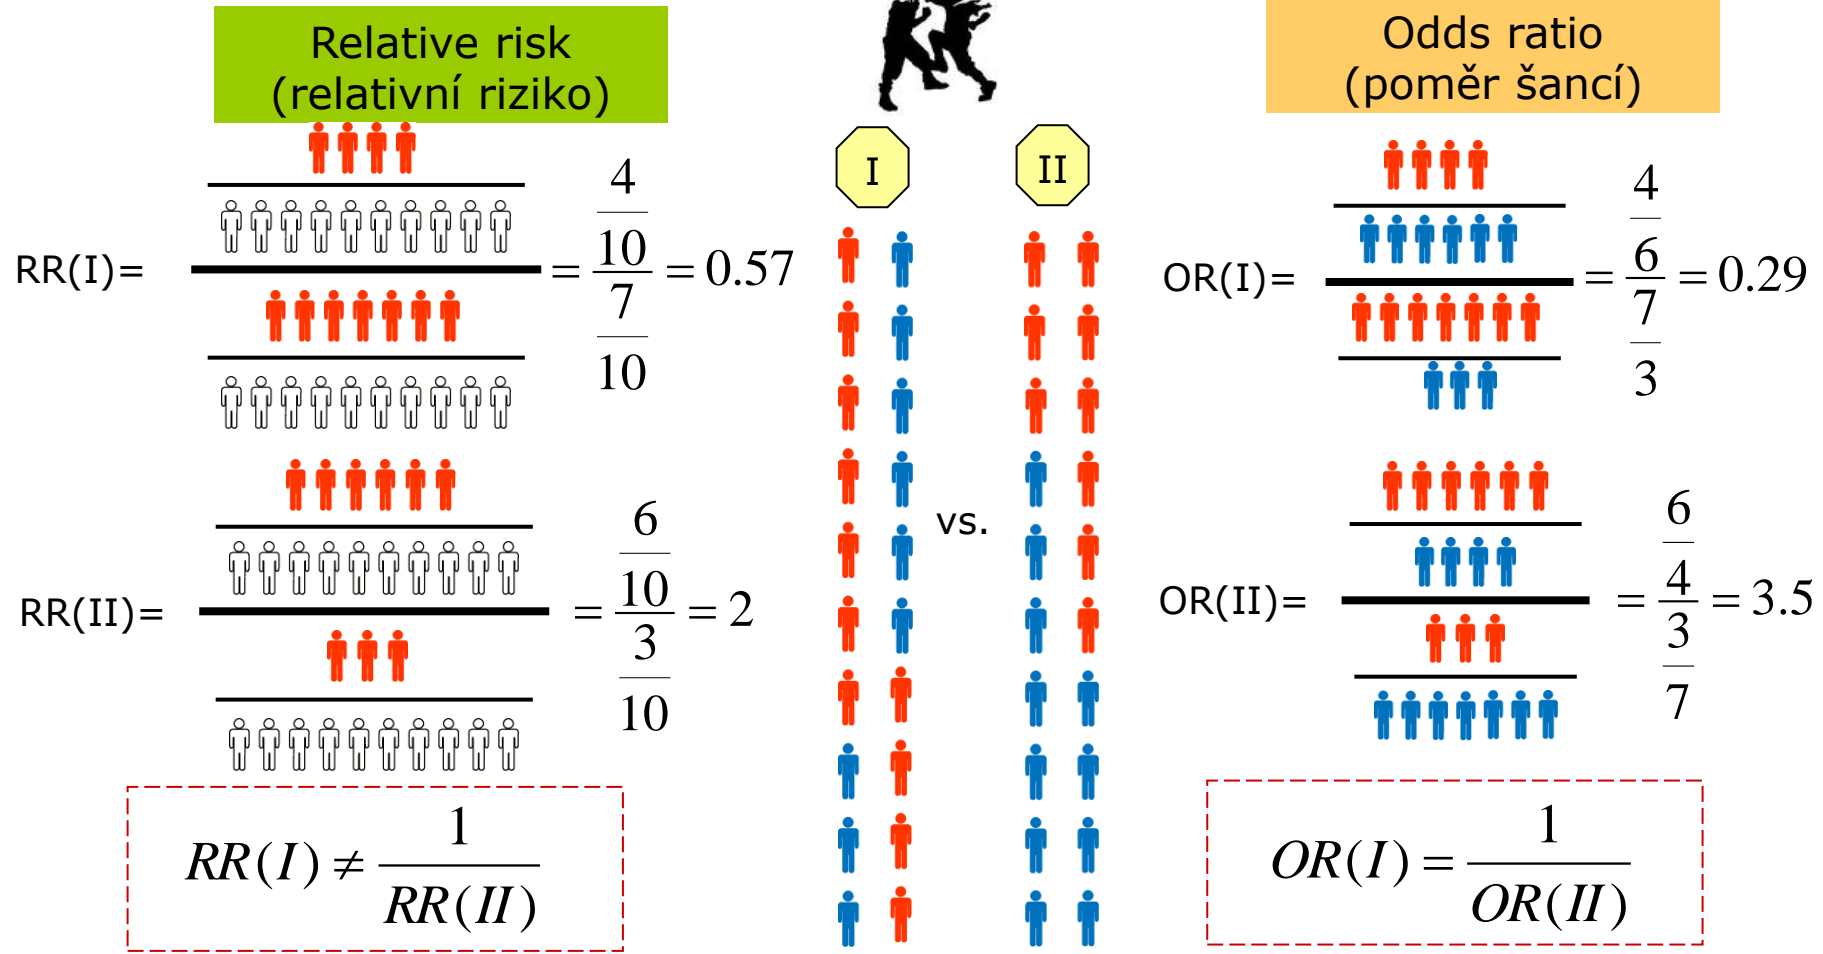 Relative risk
(relativní riziko)
RR(I)=
= 4/10 / 7/10 = 0.57
RR(II)=
= 6/10 / 3/10 = 2
RR(I) ≠ 1/RR(II)
I
II
vs.
Odds ratio
(poměr šancí)
OR(I)=
= 4/6 / 7/3 = 0.29
OR(II)=
= 6/4 / 3/7 = 3.5
OR(I) = 1/OR(II)